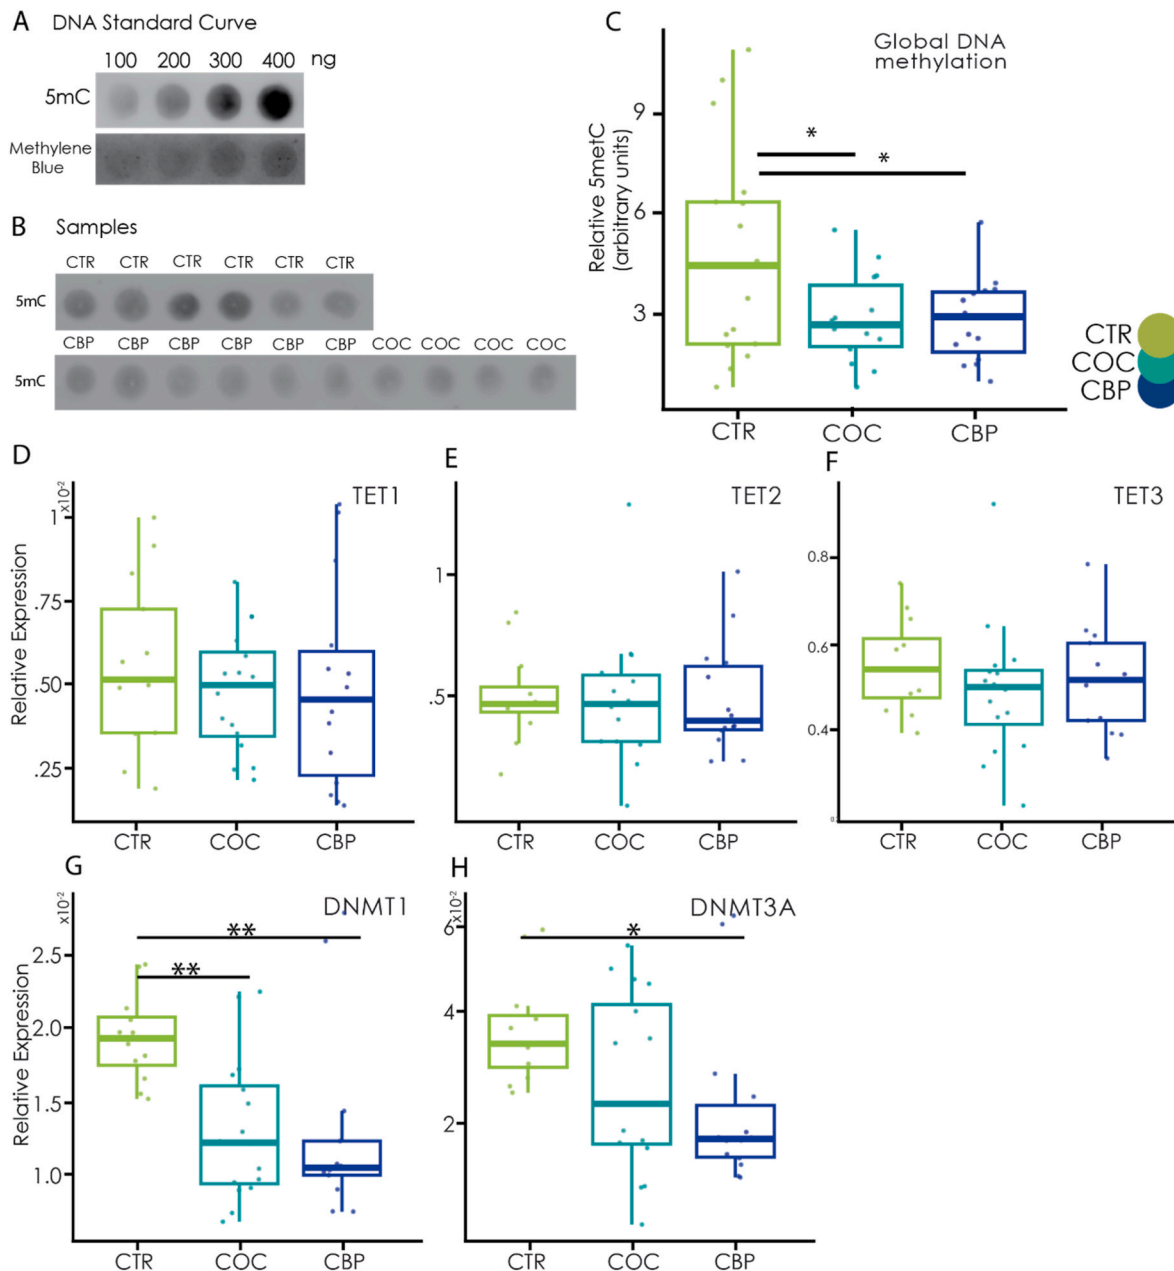 A DNA Standard Curve
100 200 300 400 ng
5mC
Methylene
Blue
B Samples
CTR CTR CTR CTR CTR CTR
5mC
CBP CBP CBP CBP CBP CBP COC COC COC COC
5mC
C
Global DNA
methylation
Relative 5metC
(arbitrary units)
9
6
3
* 
*
CTR COC CBP
CTR
COC
CBP
D
TET1
x10-2
Relative Expression
1
.75
.50
.25
CTR COC CBP
E
TET2
1
.5
CTR COC CBP
F
TET3
0.8
0.6
0.4
CTR COC CBP
G
DNMT1
x10-2
Relative Expression
2.5
2.0
1.5
1.0
**
**
CTR COC CBP
H
DNMT3A
x10-2
6
4
2
*
CTR COC CBP